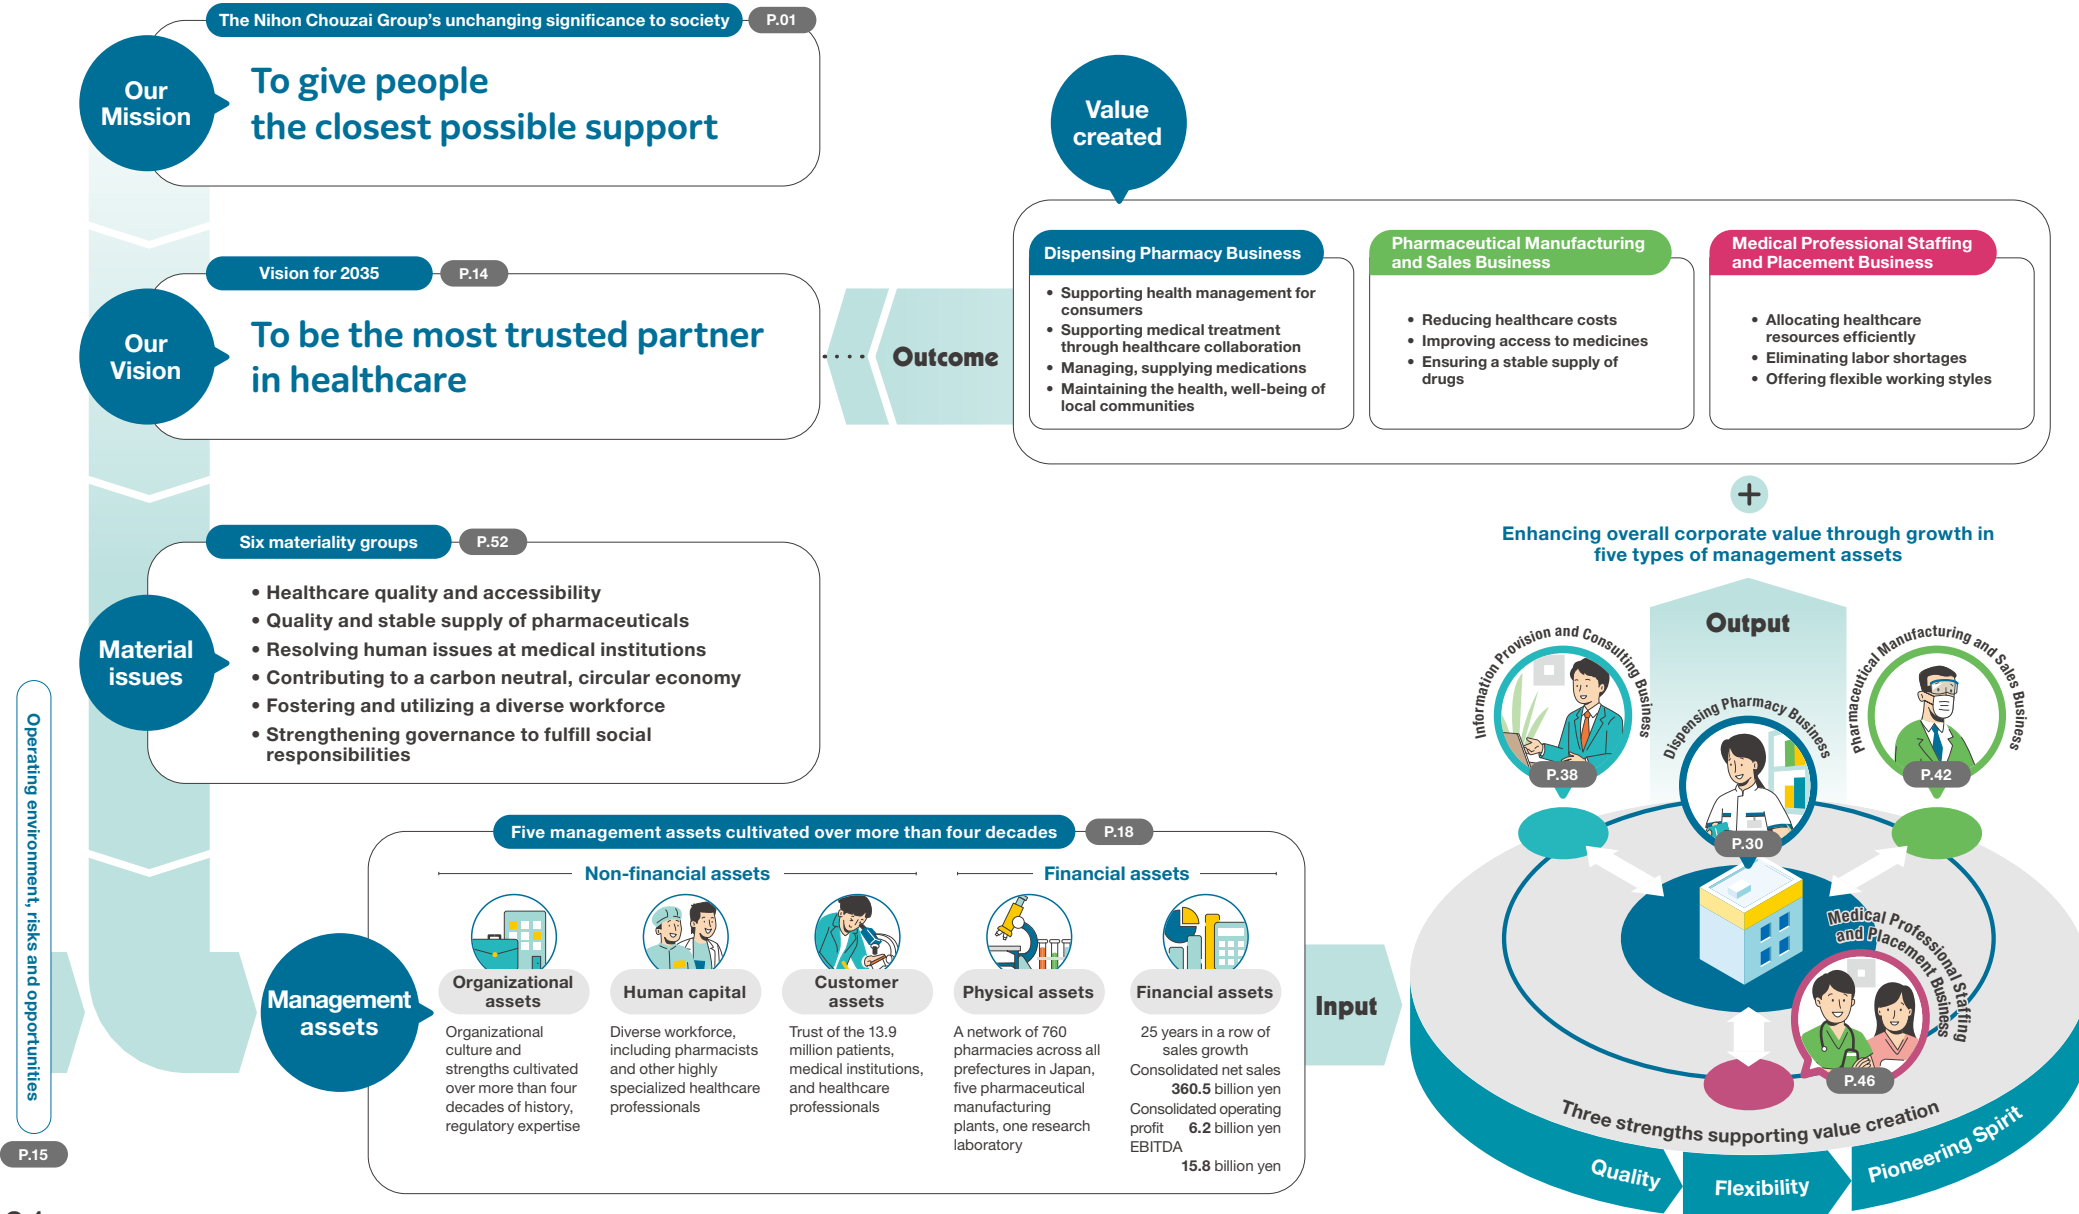 The Nihon Chouzai Group's unchanging significance to society
P.01
Our
Mission
To give people
the closest possible support
Vision for 2035
P.14
Our
Vision
To be the most trusted partner
in healthcare
Six materiality groups
P.52
Material
issues
• Healthcare quality and accessibility
• Quality and stable supply of pharmaceuticals
• Resolving human issues at medical institutions
• Contributing to a carbon neutral, circular economy
• Fostering and utilizing a diverse workforce
• Strengthening governance to fulfill social
responsibilities
Operating environment, risks and opportunities
P.15
Management
assets
Five management assets cultivated over more than four decades
P.18
Non-financial assets
Financial assets
Organizational
assets
Organizational
culture and
strengths cultivated
over more than four
decades of history,
regulatory expertise
Human capital
Diverse workforce,
including pharmacists
and other highly
specialized healthcare
professionals
Customer
assets
Trust of the 13.9
million patients,
medical institutions,
and healthcare
professionals
Physical assets
A network of 760
pharmacies across all
prefectures in Japan,
five pharmaceutical
manufacturing
plants, one research
laboratory
Financial assets
25 years in a row of
sales growth
Consolidated net sales
360.5 billion yen
Consolidated operating
profit 6.2 billion yen
EBITDA
15.8 billion yen
Input
Value
created
Dispensing Pharmacy Business
• Supporting health management for
consumers
• Supporting medical treatment
through healthcare collaboration
• Managing, supplying medications
• Maintaining the health, well-being of
local communities
Pharmaceutical Manufacturing
and Sales Business
• Reducing healthcare costs
• Improving access to medicines
• Ensuring a stable supply of
drugs
Medical Professional Staffing
and Placement Business
• Allocating healthcare
resources efficiently
• Eliminating labor shortages
• Offering flexible working styles
Outcome
+
Enhancing overall corporate value through growth in
five types of management assets
Output
Information Provision and Consulting Business
P.38
Dispensing Pharmacy Business
P.30
Pharmaceutical Manufacturing and Sales Business
P.42
Medical Professional Staffing
and Placement Business
P.46
Three strengths supporting value creation
Quality
Flexibility
Pioneering Spirit